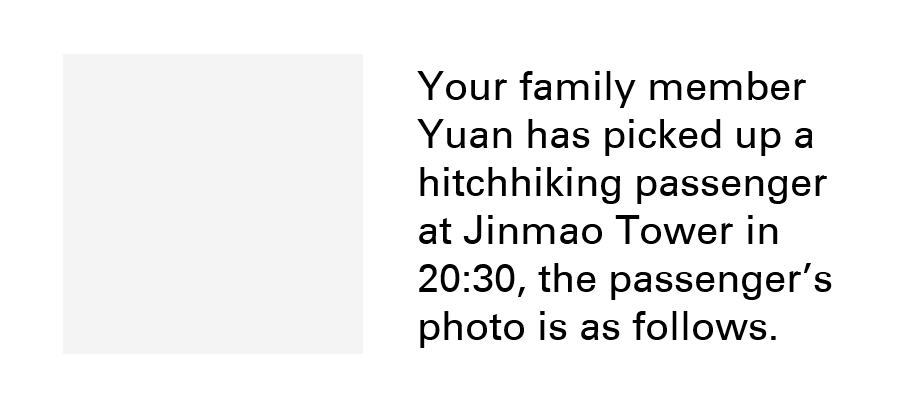 Your family member
Yuan has picked up a
hitchhiking passenger
at Jinmao Tower in
20:30, the passenger’s
photo is as follows.